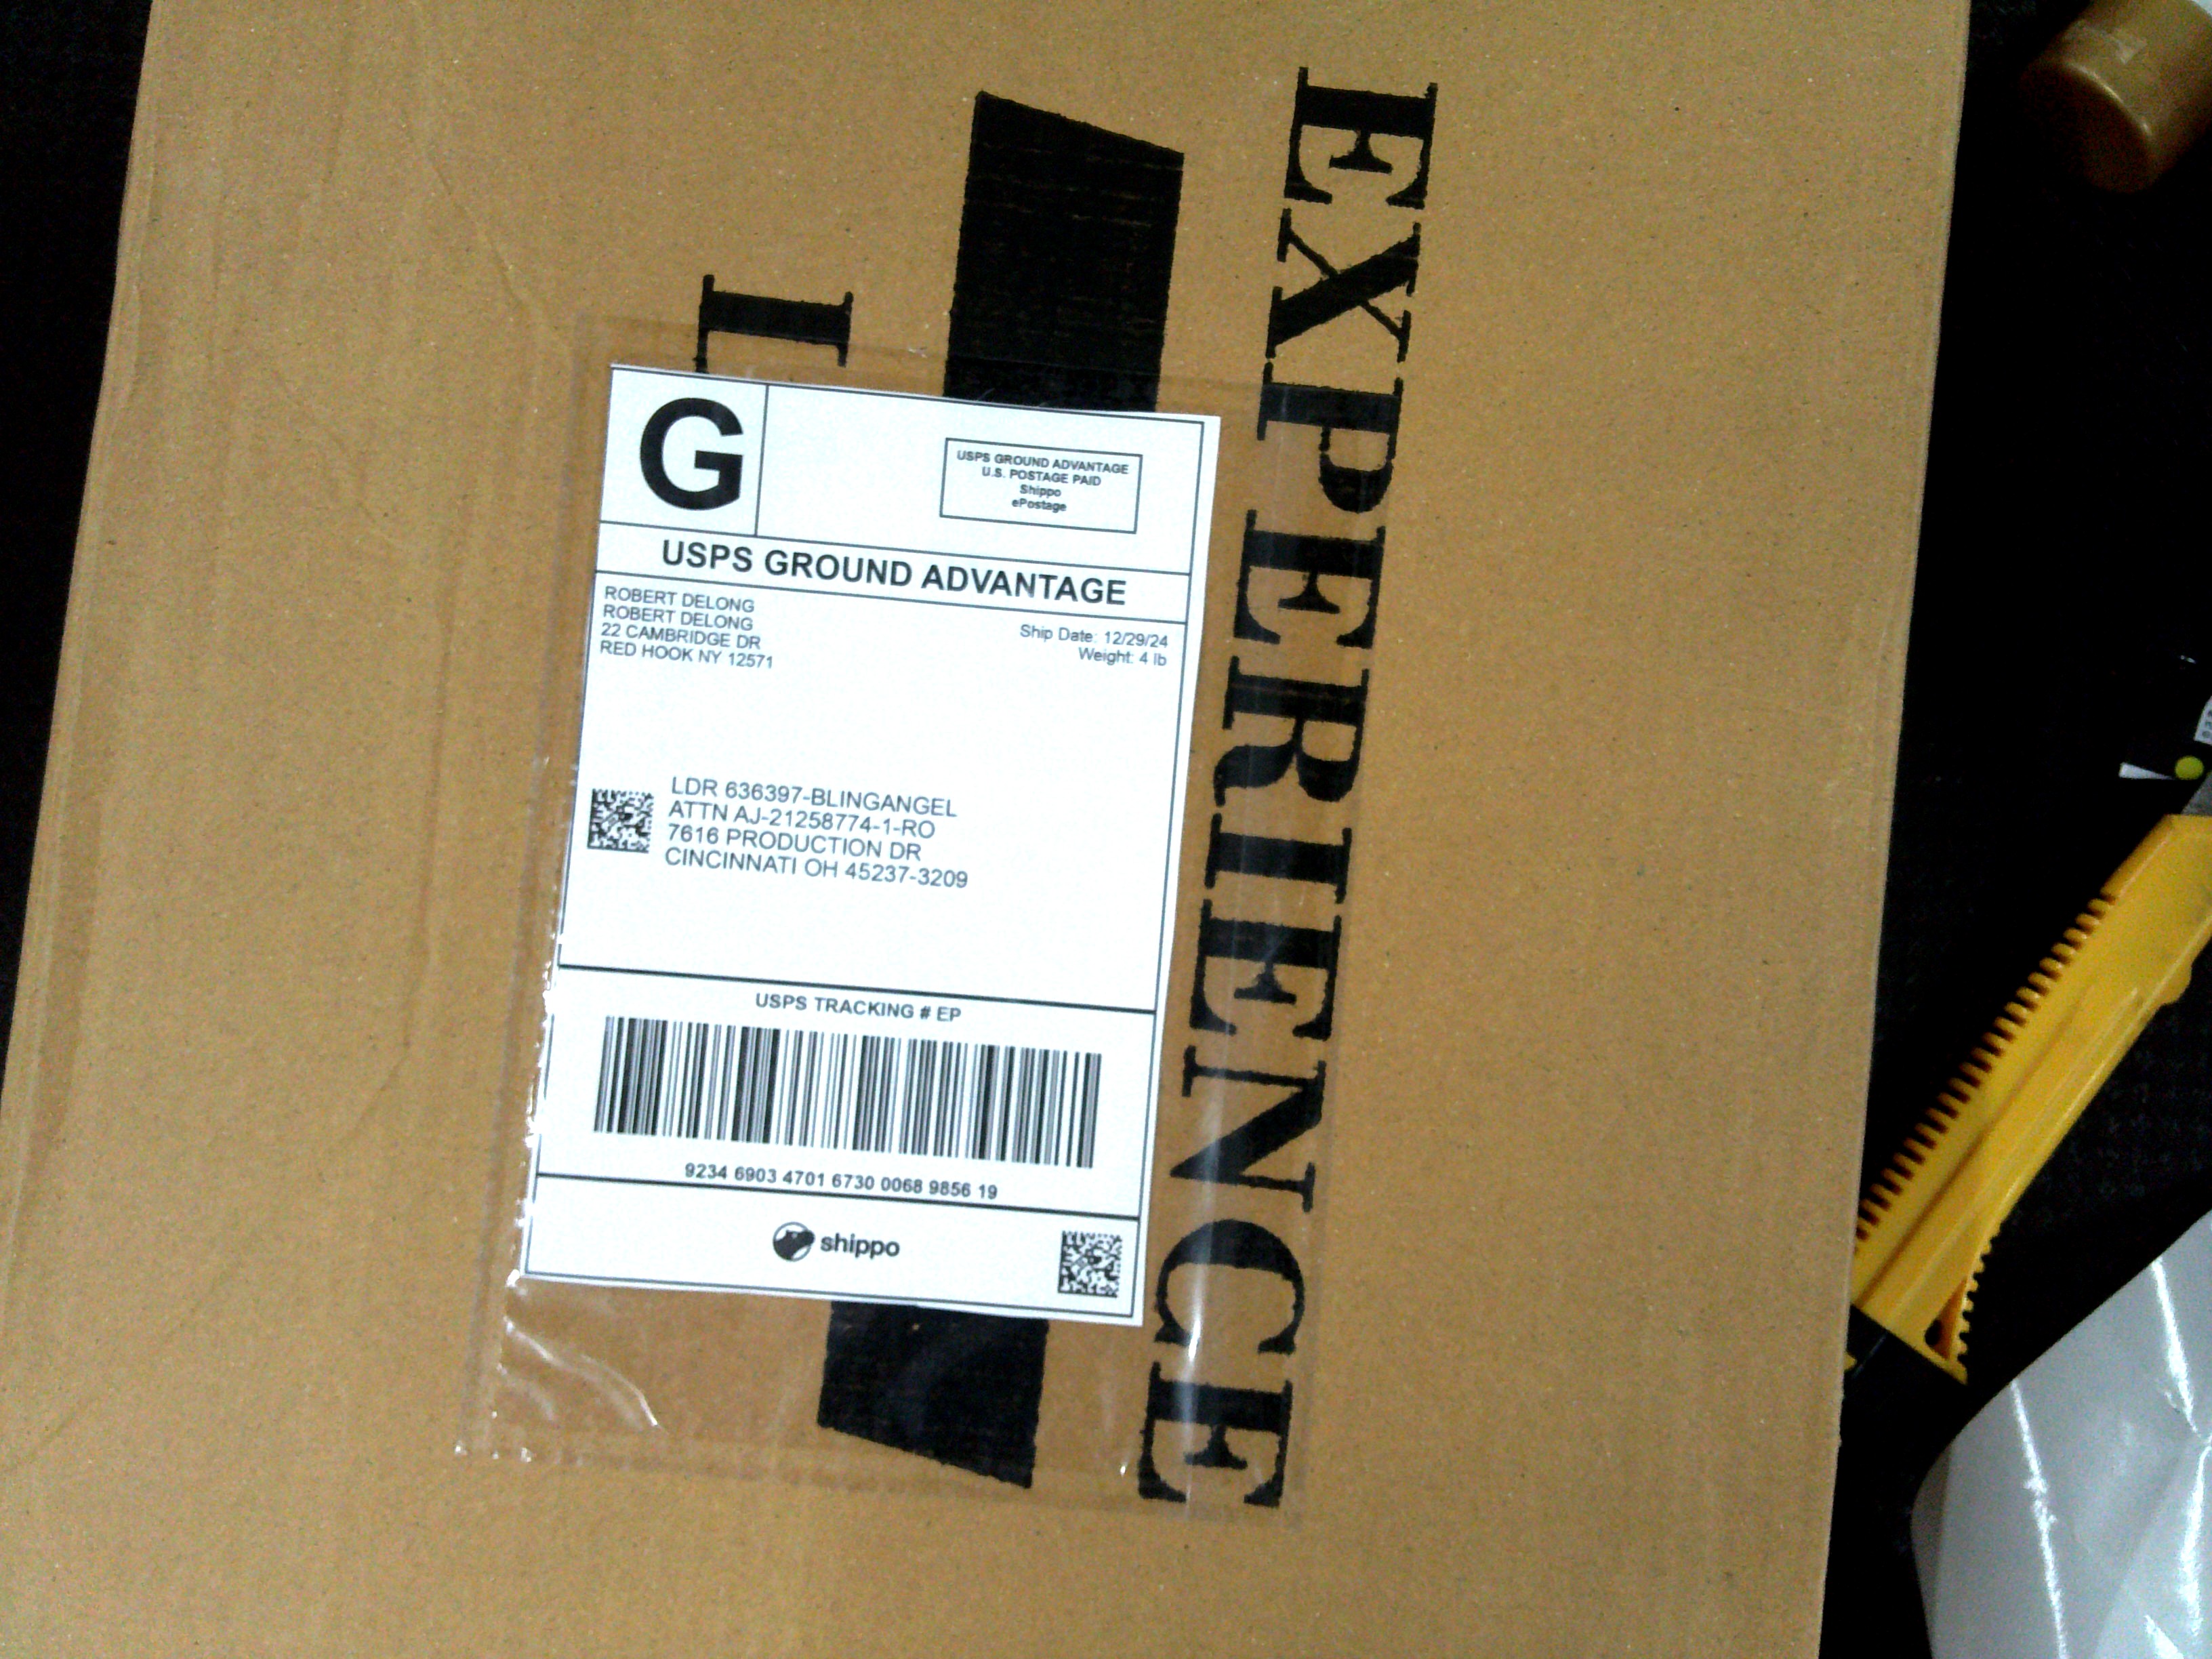 G
USPS GROUND ADVANTAGE
U.S. POSTAGE PAID
Shippo
ePostage
USPS GROUND ADVANTAGE
ROBERT DELONG
ROBERT DELONG
22 CAMBRIDGE DR
RED HOOK NY 12571
Ship Date: 12/29/24
Weight: 4 lb
LDR 636397-BLINGANGEL
ATTN AJ-21258774-1-RO
7616 PRODUCTION DR
CINCINNATI OH 45237-3209
USPS TRACKING # EP
9234 6903 4701 6730 0068 9856 19
shippo
EXPERIENCE